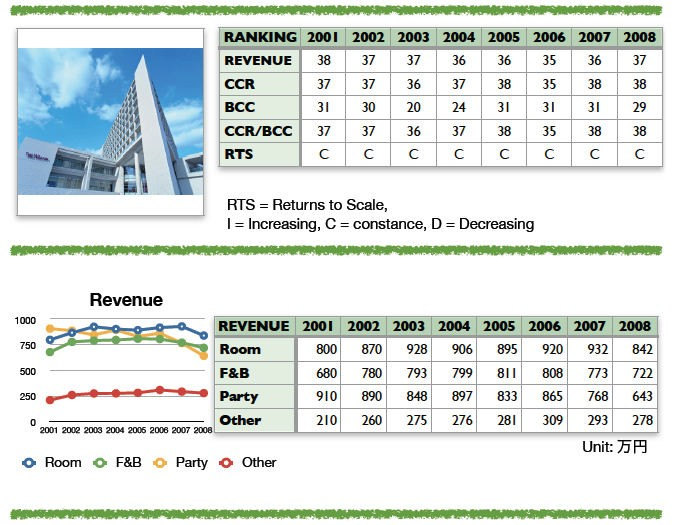 RANKING 2001 2002 2003 2004 2005 2006 2007 2008
REVENUE 38 37 37 36 36 35 36 37
CCR 37 37 36 37 38 35 38 38
BCC 31 30 20 24 31 31 31 29
CCR/BCC 37 37 36 37 38 35 38 38
RTS C C C C C C C C
RTS = Returns to Scale,
I = Increasing, C = constance, D = Decreasing
Revenue
1000
750
500
250
0
2001 2002 2003 2004 2005 2006 2007 2008
Room F&B Party Other
REVENUE 2001 2002 2003 2004 2005 2006 2007 2008
Room 800 870 928 906 895 920 932 842
F&B 680 780 793 799 811 808 773 722
Party 910 890 848 897 833 865 768 643
Other 210 260 275 276 281 309 293 278
Unit: 万円